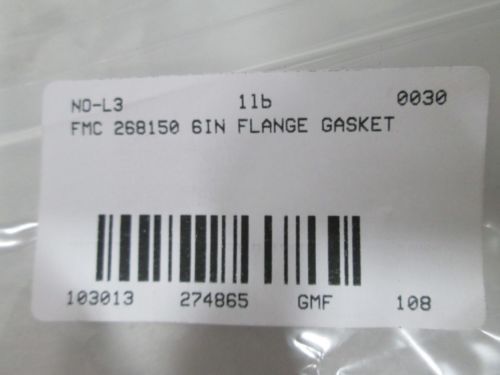 NO-L3 1lb 0030
FMC 268150 6IN FLANGE GASKET
103013 274865 GMF 108